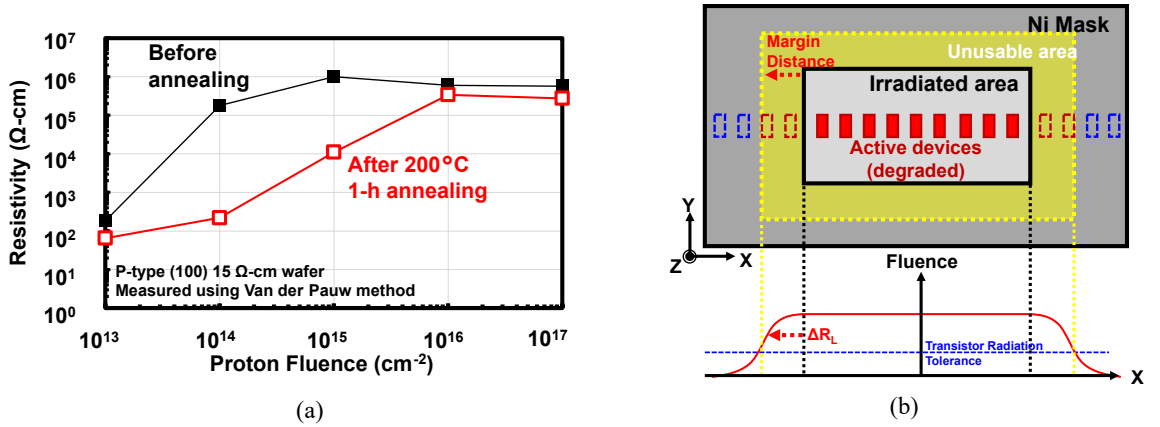 10⁷
10⁶
10⁵
10⁴
10³
10²
10¹
10⁰
Resistivity (Ω-cm)
Before
annealing
After 200°C
1-h annealing
P-type (100) 15 Ω-cm wafer
Measured using Van der Pauw method
10¹³
10¹⁴
10¹⁵
10¹⁶
10¹⁷
Proton Fluence (cm⁻²)
(a)
Ni Mask
Margin
Distance
Unusable area
Irradiated area
Active devices
(degraded)
Y
Z
X
Fluence
ΔR_L
Transistor Radiation
Tolerance
X
(b)